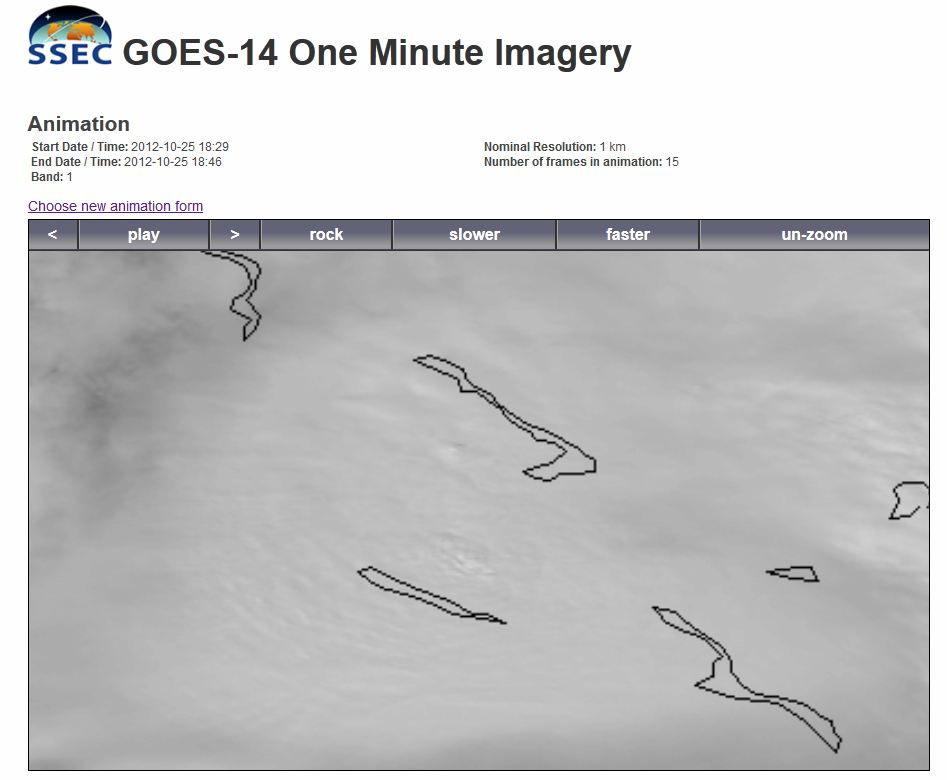 SSEC GOES-14 One Minute Imagery
Animation
Start Date / Time: 2012-10-25 18:29
Nominal Resolution: 1 km
End Date / Time: 2012-10-25 18:46
Number of frames in animation: 15
Band: 1
Choose new animation form
< play > rock slower faster un-zoom